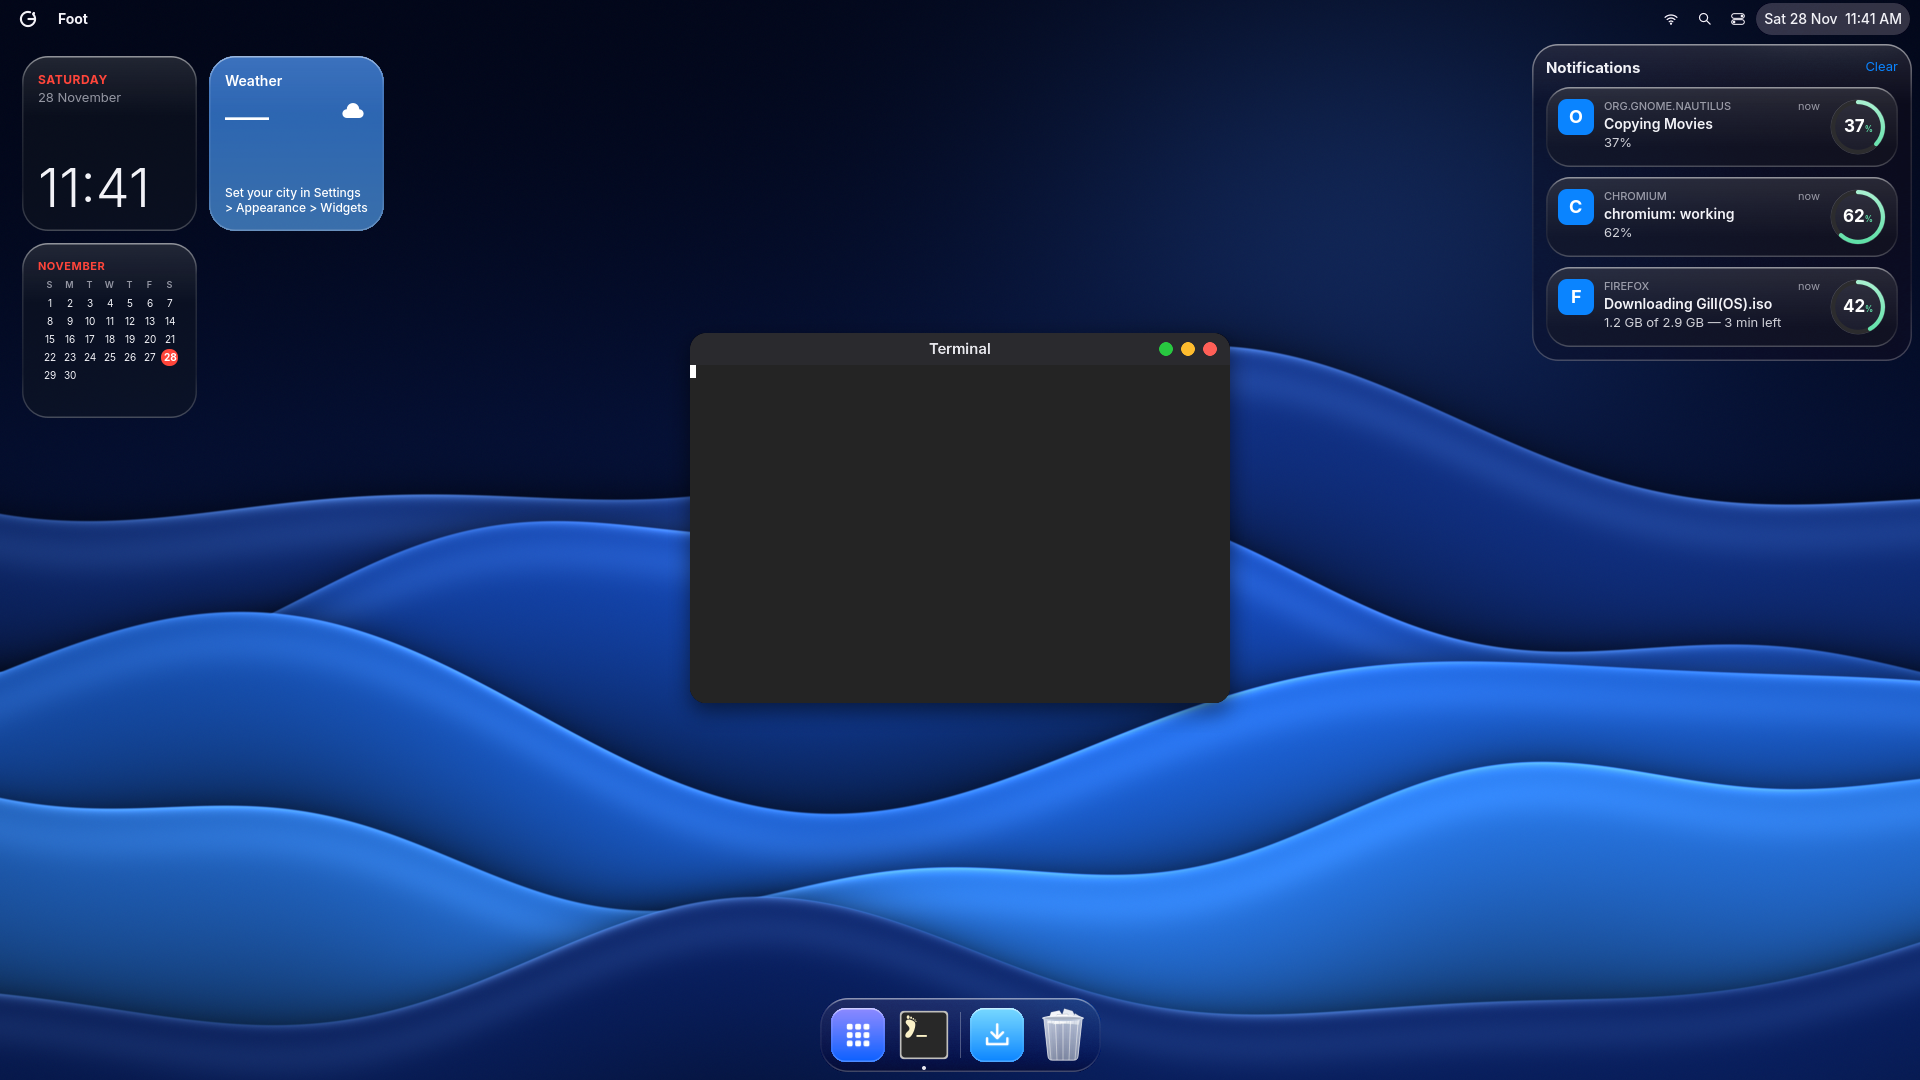 Foot
Sat 28 Nov 11:41 AM
SATURDAY
28 November
11:41
Weather
Set your city in Settings
> Appearance > Widgets
NOVEMBER
S M T W T F S
1 2 3 4 5 6 7
8 9 10 11 12 13 14
15 16 17 18 19 20 21
22 23 24 25 26 27 28
29 30
Terminal
Notifications
Clear
O
ORG.GNOME.NAUTILUS
now
Copying Movies
37%
37%
C
CHROMIUM
now
chromium: working
62%
62%
F
FIREFOX
now
Downloading Gill(OS).iso
1.2 GB of 2.9 GB — 3 min left
42%